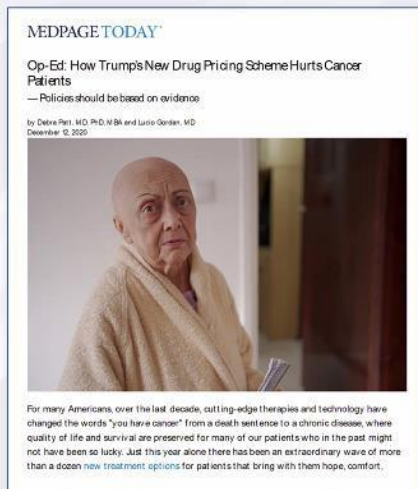 MEDPAGE TODAY
Op-Ed: How Trump's New Drug Pricing Scheme Hurts Cancer
Patients
— Policies should be based on evidence
by Debra Patt, MD, PhD, MBA and Lucio Gordan, MD
December 12, 2020
For many Americans, over the last decade, cutting-edge therapies and technology have
changed the words "you have cancer" from a death sentence to a chronic disease, where
quality of life and survival are preserved for many of our patients who in the past might
not have been so lucky. Just this year alone there has been an extraordinary wave of more
than a dozen new treatment options for patients that bring with them hope, comfort,